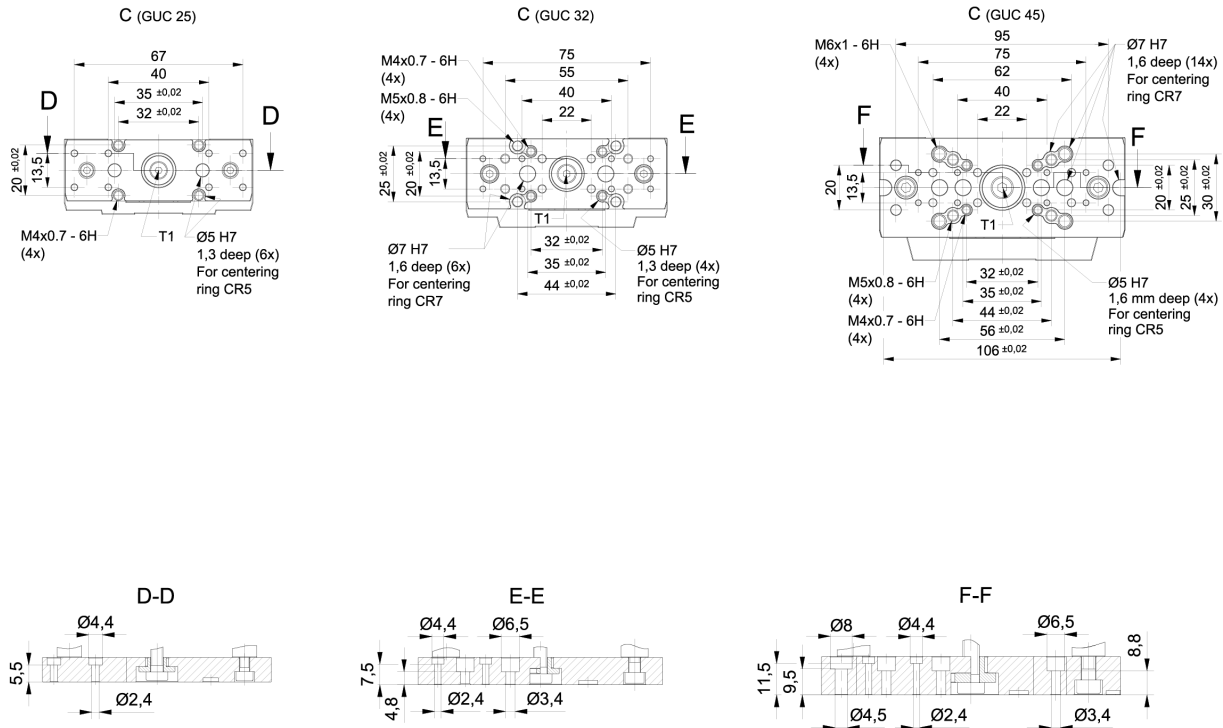 C (GUC 25)
67
40
35 ±0,02
32 ±0,02
D
D
20 ±0,02
13,5
M4x0.7 - 6H
(4x)
T1
Ø5 H7
1,3 deep (6x)
For centering
ring CR5
C (GUC 32)
M4x0.7 - 6H
(4x)
M5x0.8 - 6H
(4x)
75
55
40
22
E
E
25 ±0,02
20 ±0,02
13,5
T1
Ø7 H7
1,6 deep (6x)
For centering
ring CR7
32 ±0,02
35 ±0,02
44 ±0,02
Ø5 H7
1,3 deep (4x)
For centering
ring CR5
C (GUC 45)
M6x1 - 6H
(4x)
95
75
62
40
22
Ø7 H7
1,6 deep (14x)
For centering
ring CR7
F
F
20
13,5
T1
20 ±0,02
25 ±0,02
30 ±0,02
M5x0.8 - 6H
(4x)
M4x0.7 - 6H
(4x)
32 ±0,02
35 ±0,02
44 ±0,02
56 ±0,02
106 ±0,02
Ø5 H7
1,6 mm deep (4x)
For centering
ring CR5
D-D
Ø4,4
5,5
Ø2,4
E-E
Ø4,4
Ø6,5
7,5
4,8
Ø2,4
Ø3,4
F-F
Ø8
Ø4,4
Ø6,5
8,8
11,5
9,5
Ø4,5
Ø2,4
Ø3,4